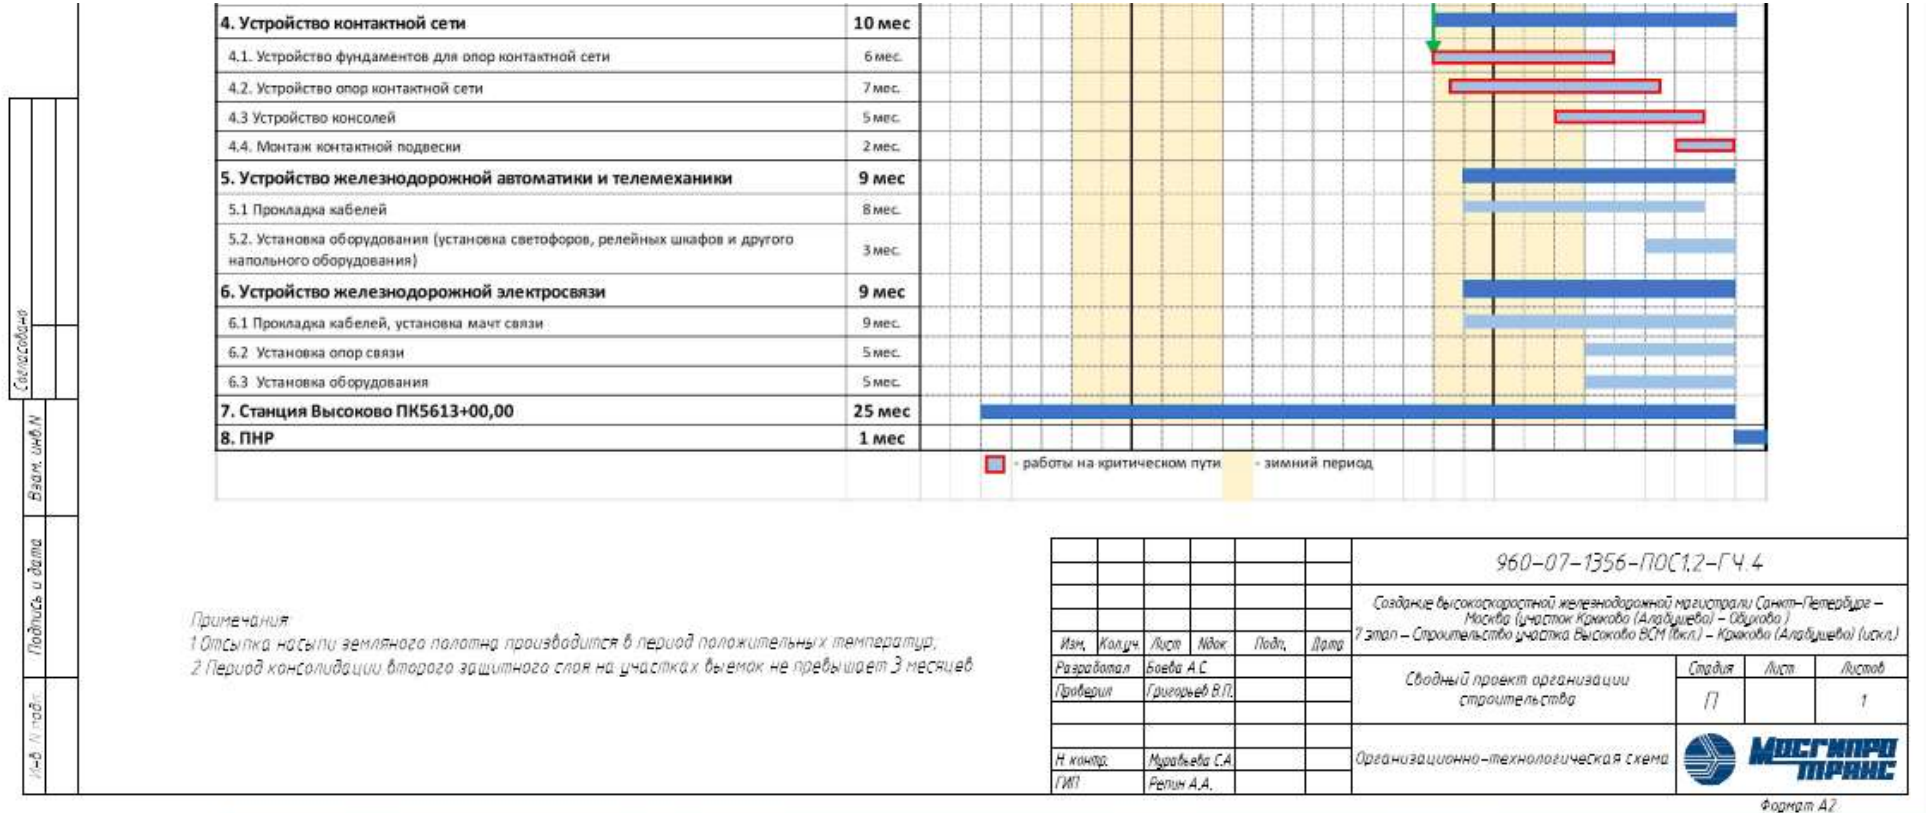 4. Устройство контактной сети 10 мес
4.1. Устройство фундаментов для опор контактной сети 6 мес.
4.2. Устройство опор контактной сети 7 мес.
4.3 Устройство консолей 5 мес.
4.4. Монтаж контактной подвески 2 мес.
5. Устройство железнодорожной автоматики и телемеханики 9 мес
5.1 Прокладка кабелей 8 мес.
5.2. Установка оборудования (установка светофоров, релейных шкафов и другого
напольного оборудования) 3 мес.
6. Устройство железнодорожной электросвязи 9 мес
6.1 Прокладка кабелей, установка мачт связи 9 мес.
6.2 Установка опор связи 5 мес.
6.3 Установка оборудования 5 мес.
7. Станция Высоково ПК5613+00,00 25 мес
8. ПНР 1 мес
- работы на критическом пути - зимний период
Согласовано
Взам. инв.N
Подпись и дата
Инв. N подл.
Примечания:
1 Отсыпка насыпи земляного полотна производится в период положительных температур;
2 Период консолидации второго защитного слоя на участках выемок не превышает 3 месяцев
960-07-1356-ПОС1.2-ГЧ.4
Создание высокоскоростной железнодорожной магистрали Санкт-Петербург –
Москва (участок Крюково (Алабушево) – Обухово)
7 этап – Строительство участка Высоково ВСМ (вкл.) – Крюково (Алабушево) (искл.)
Изм. Кол.уч. Лист Nдок Подп. Дата
Разработал Боева А.С.
Проверил Григорьев В.П.
Н. контр. Муравьева С.А.
ГИП Репин А.А.
Сводный проект организации
строительства
Стадия Лист Листов
П 1
Организационно-технологическая схема
Мосгипро
транс
Формат А2